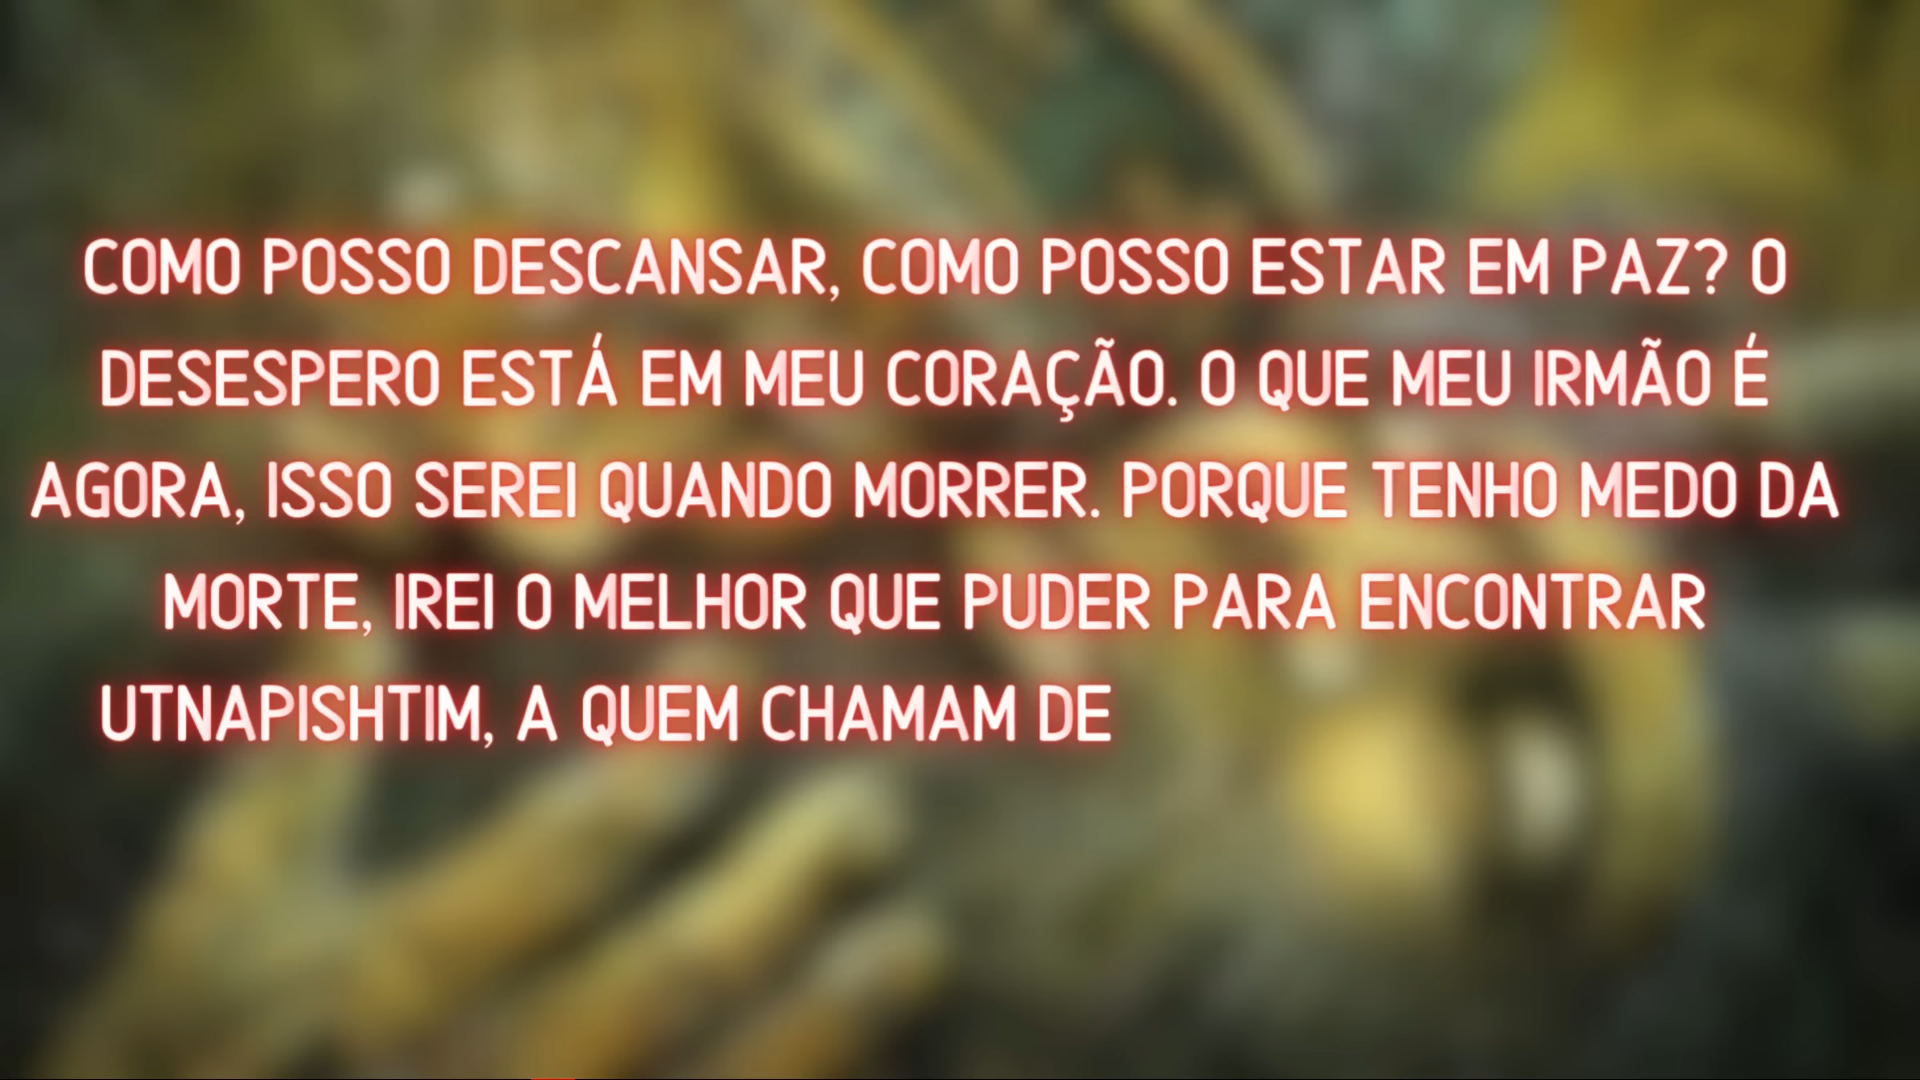 COMO POSSO DESCANSAR, COMO POSSO ESTAR EM PAZ? O
DESESPERO ESTÁ EM MEU CORAÇÃO. O QUE MEU IRMÃO É
AGORA, ISSO SEREI QUANDO MORRER. PORQUE TENHO MEDO DA
MORTE, IREI O MELHOR QUE PUDER PARA ENCONTRAR
UTNAPISHTIM, A QUEM CHAMAM DE